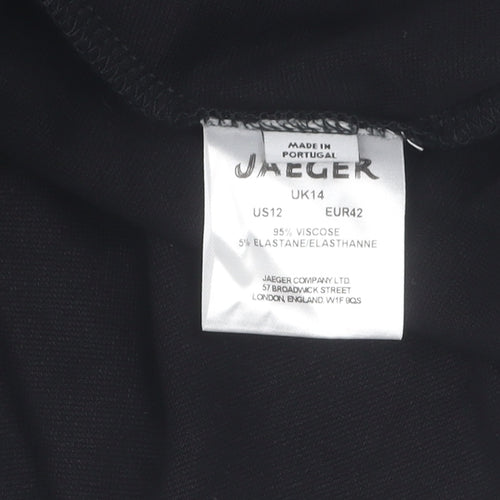 MADE IN
PORTUGAL
JAEGER
UK14
US12 EUR42
95% VISCOSE
5% ELASTANE/ELASTHANNE
JAEGER COMPANY LTD
57 BROADWICK STREET
LONDON, ENGLAND. W1F 9QS